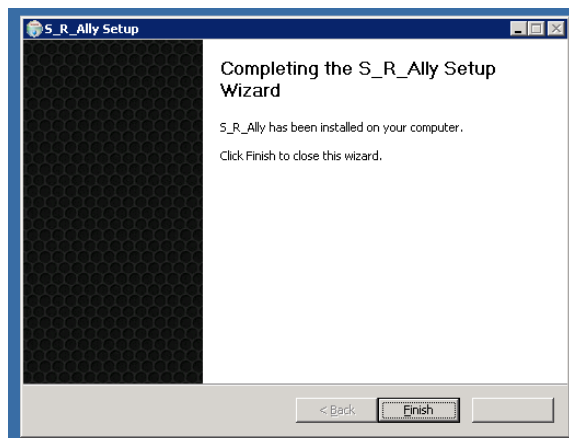 S_R_Ally Setup
Completing the S_R_Ally Setup
Wizard
S_R_Ally has been installed on your computer.
Click Finish to close this wizard.
< Back
Finish